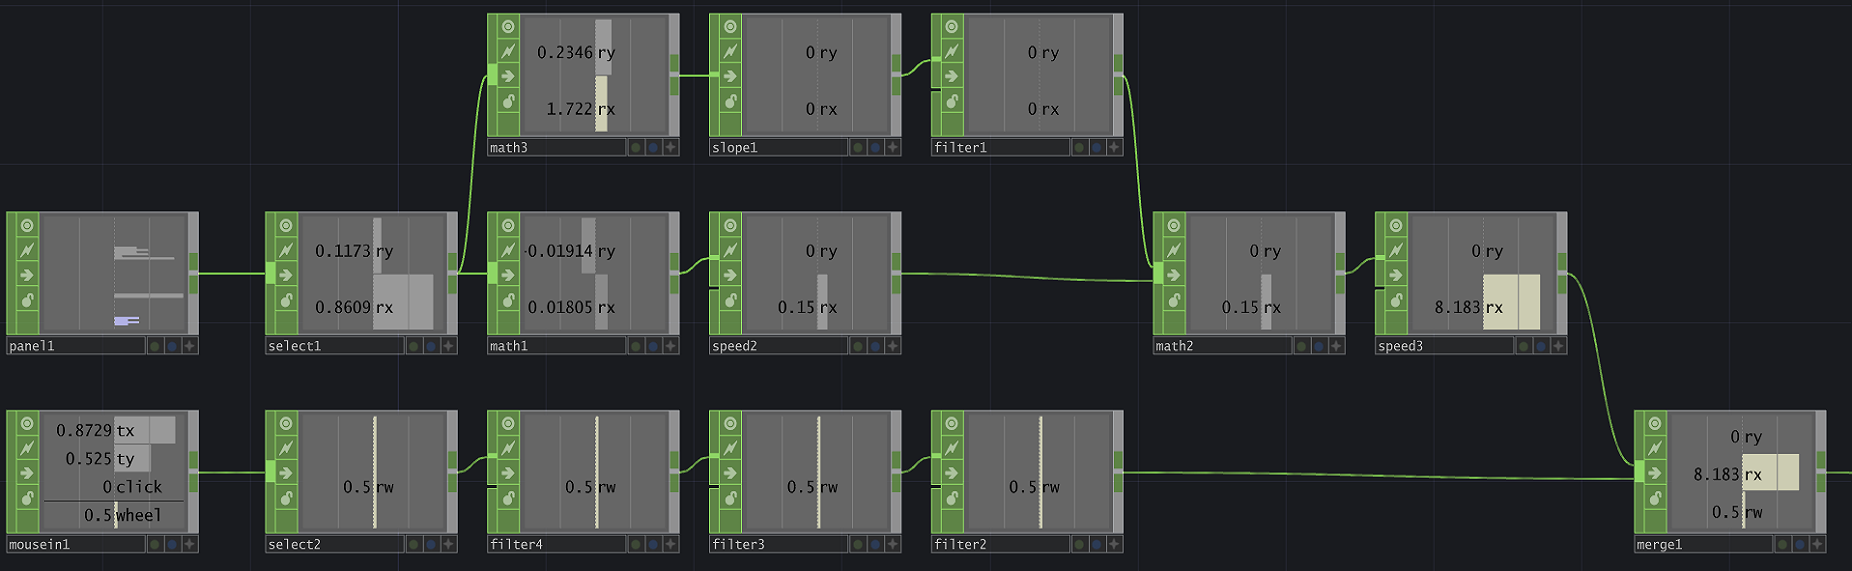 0.2346 ry
1.722 rx
math3
0 ry
0 rx
slope1
0 ry
0 rx
filter1
panel1
0.1173 ry
0.8609 rx
select1
-0.01914 ry
0.01805 rx
math1
0 ry
0.15 rx
speed2
0 ry
0.15 rx
math2
0 ry
8.183 rx
speed3
0.8729 tx
0.525 ty
0 click
0.5 wheel
mousein1
0.5 rw
select2
0.5 rw
filter4
0.5 rw
filter3
0.5 rw
filter2
0 ry
8.183 rx
0.5 rw
merge1